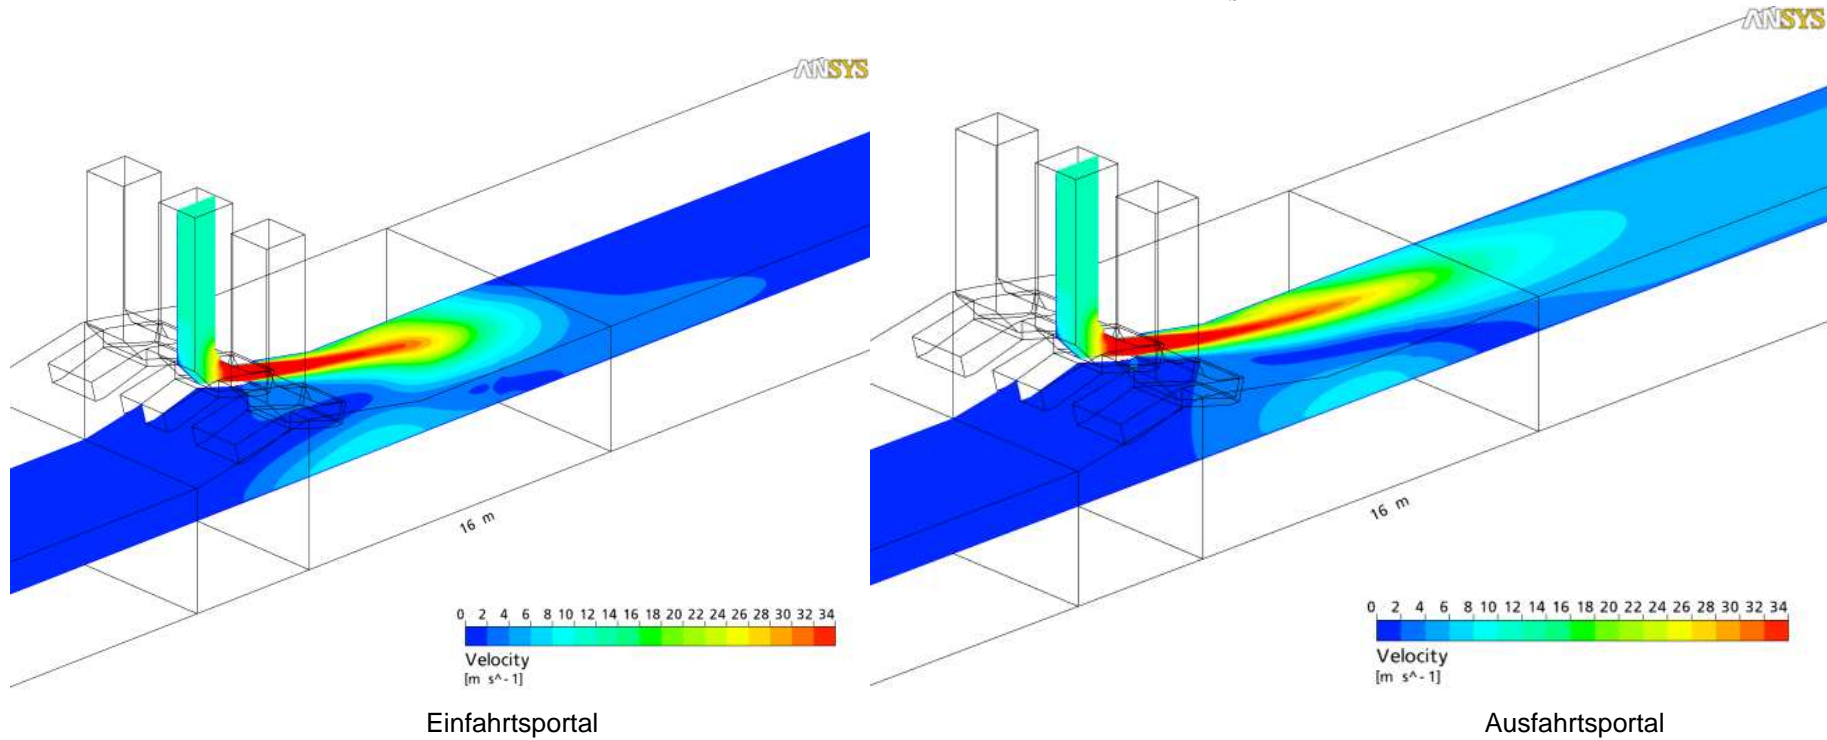 ANSYS
ANSYS
16 m
16 m
0 2 4 6 8 10 12 14 16 18 20 22 24 26 28 30 32 34
Velocity
[m s^-1]
0 2 4 6 8 10 12 14 16 18 20 22 24 26 28 30 32 34
Velocity
[m s^-1]
Einfahrtsportal
Ausfahrtsportal